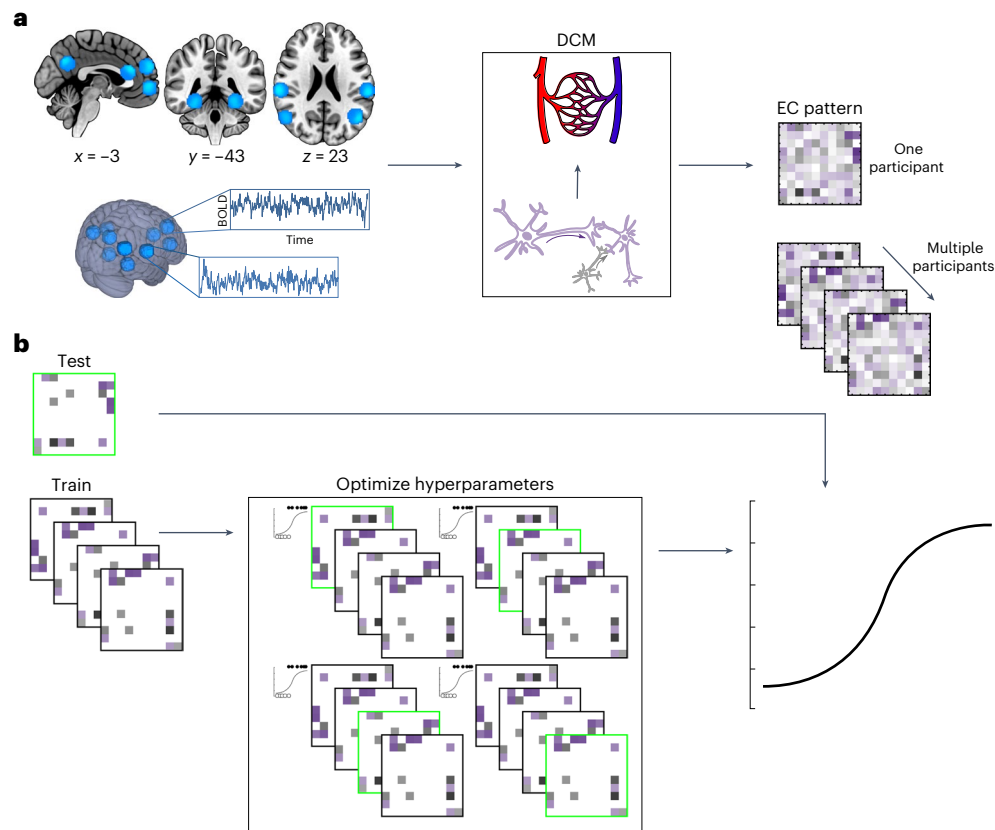 a
DCM
EC pattern
x = −3
y = −43
z = 23
One
participant
BOLD
Time
Multiple
participants
b
Test
Train
Optimize hyperparameters